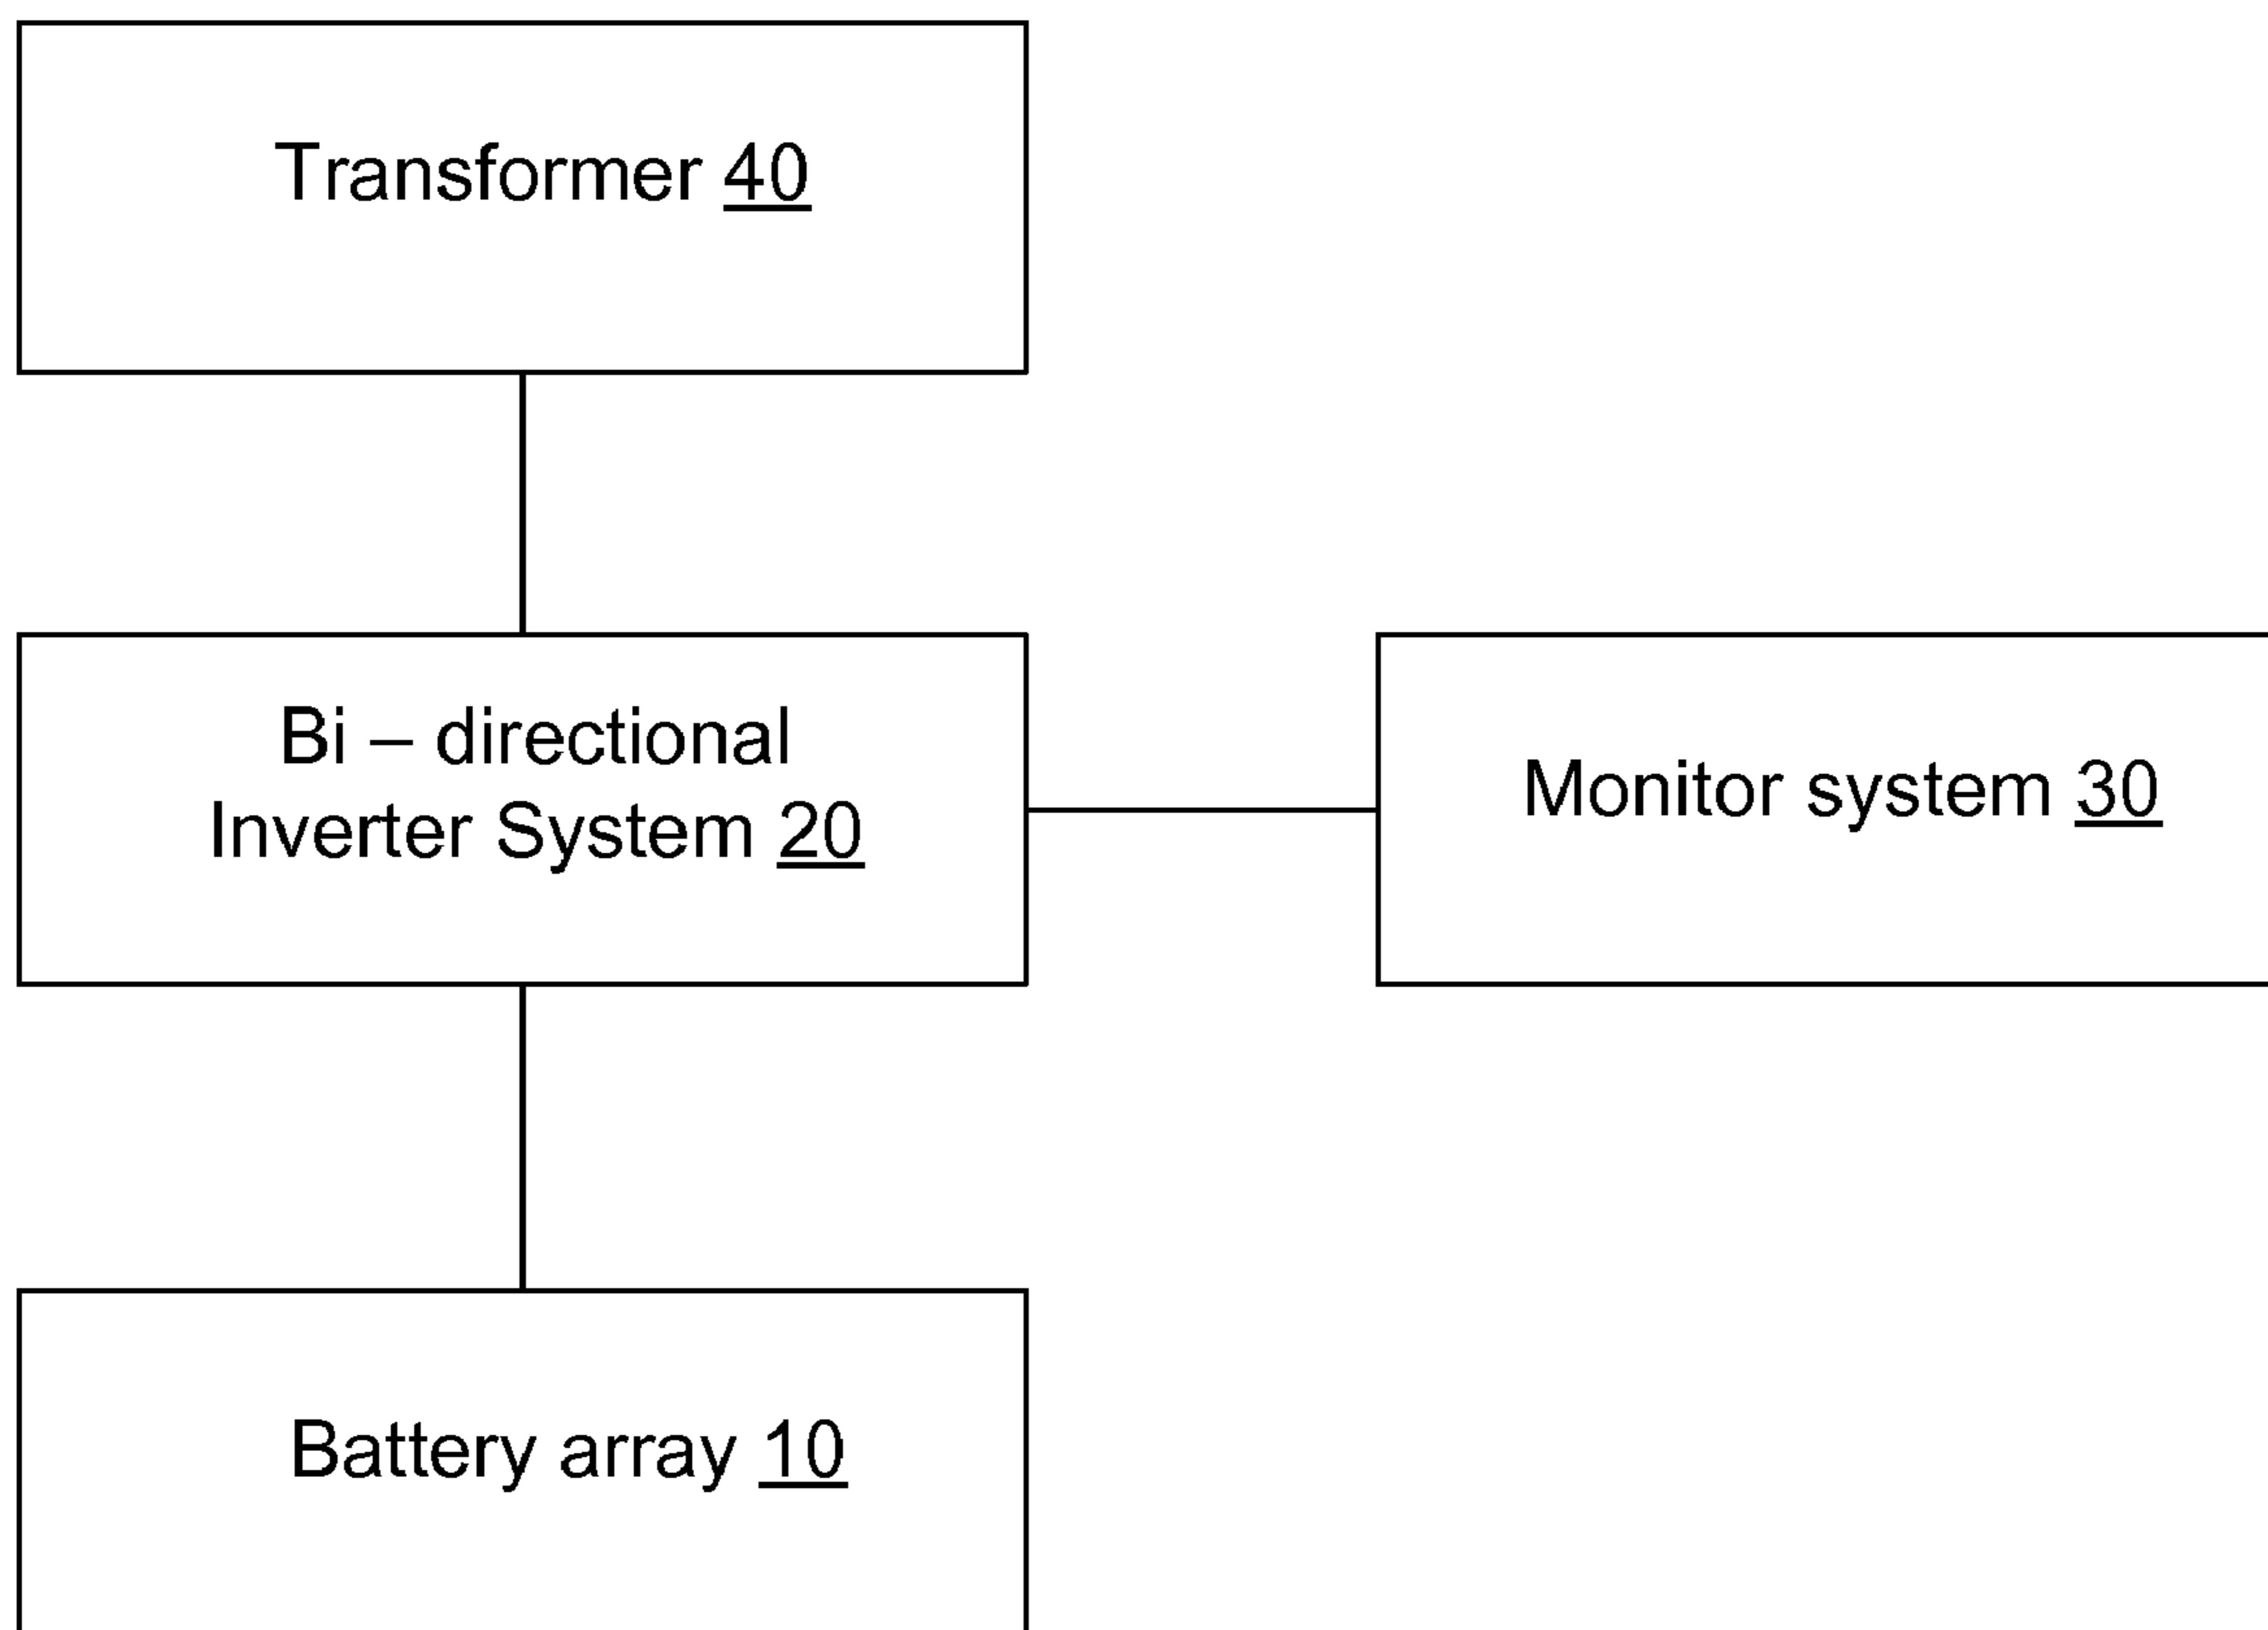 Transformer 40
Bi – directional
Inverter System 20
Monitor system 30
Battery array 10